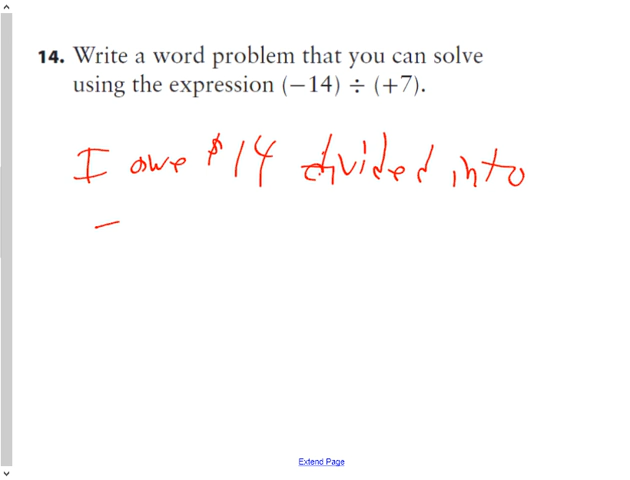 14. Write a word problem that you can solve
using the expression (−14) ÷ (+7).
I owe $14 divided into
Extend Page